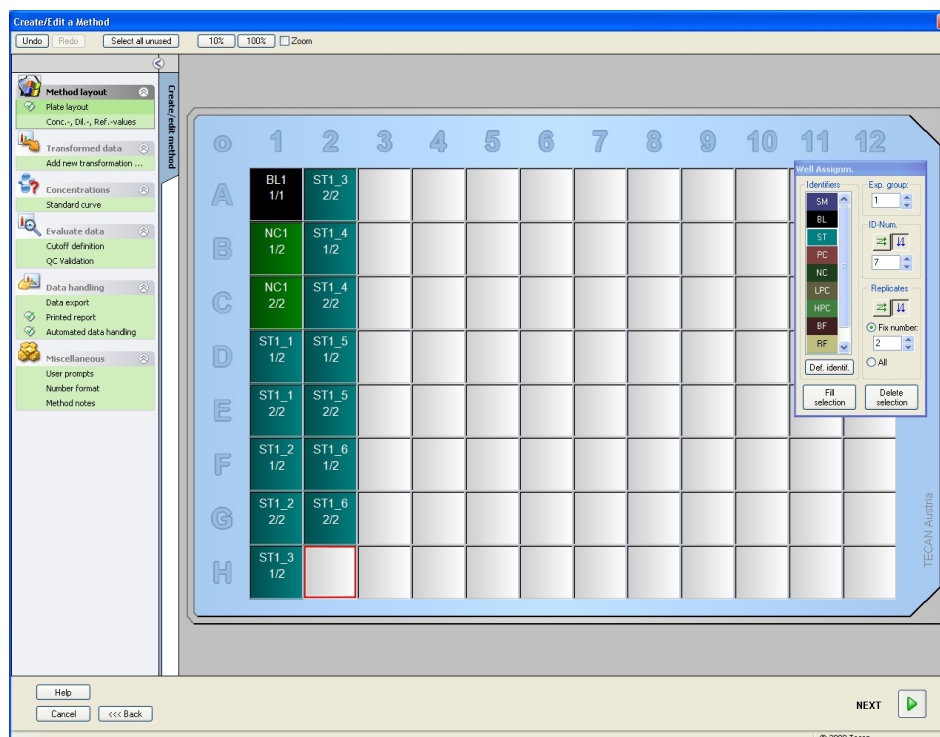 Create/Edit a Method
Undo Redo Select all unused 10% 100% Zoom
Create/edit method
Method layout
Plate layout
Conc.-, Dil.-, Ref.-values
Transformed data
Add new transformation ...
Concentrations
Standard curve
Evaluate data
Cutoff definition
QC Validation
Data handling
Data export
Printed report
Automated data handling
Miscellaneous
User prompts
Number format
Method notes
o 1 2 3 4 5 6 7 8 9 10 11 12
A
BL1 ST1_3
1/1 2/2
B
NC1 ST1_4
1/2 1/2
C
NC1 ST1_4
2/2 2/2
D
ST1_1 ST1_5
1/2 1/2
E
ST1_1 ST1_5
2/2 2/2
F
ST1_2 ST1_6
1/2 1/2
G
ST1_2 ST1_6
2/2 2/2
H
ST1_3
1/2
Well Assignm.
Identifiers
SM
BL
ST
PC
NC
LPC
HPC
BF
RF
Def. identif.
Exp. group:
1
ID-Num.
7
Replicates
Fix number:
2
All
Fill selection
Delete selection
TECAN Austria
Help
Cancel <<< Back
NEXT